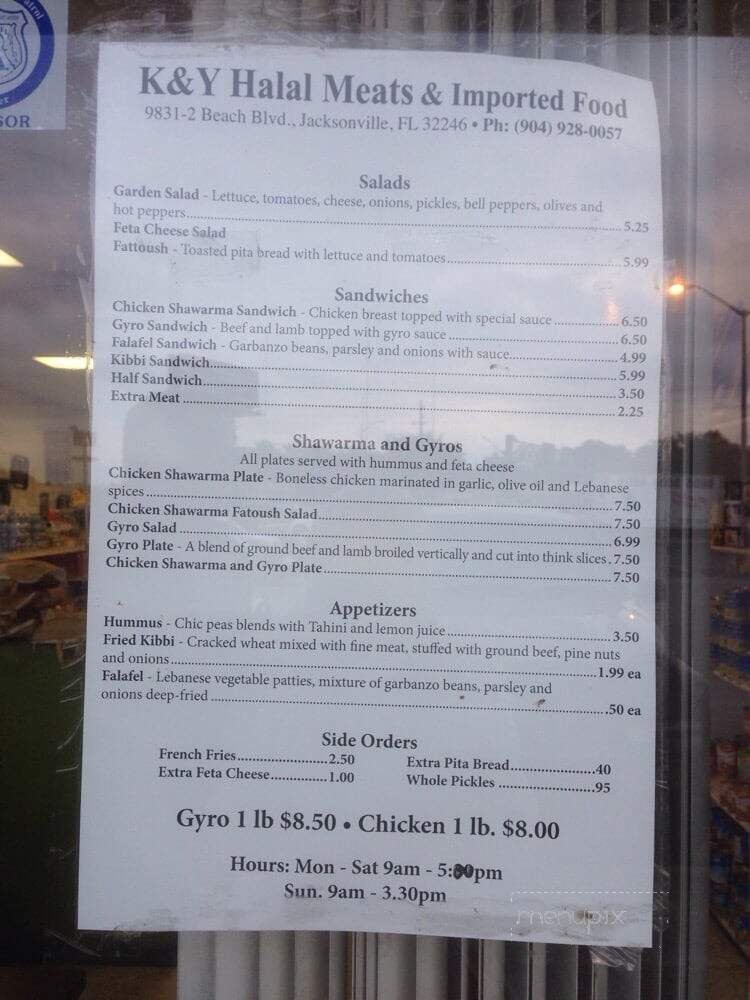 SOR
K&Y Halal Meats & Imported Food
9831-2 Beach Blvd., Jacksonville, FL 32246 • Ph: (904) 928-0057
Salads
Garden Salad - Lettuce, tomatoes, cheese, onions, pickles, bell peppers, olives and
hot peppers.......5.25
Feta Cheese Salad
Fattoush - Toasted pita bread with lettuce and tomatoes.......5.99
Sandwiches
Chicken Shawarma Sandwich - Chicken breast topped with special sauce.......6.50
Gyro Sandwich - Beef and lamb topped with gyro sauce.......6.50
Falafel Sandwich - Garbanzo beans, parsley and onions with sauce.......4.99
Kibbi Sandwich.......5.99
Half Sandwich.......3.50
Extra Meat.......2.25
Shawarma and Gyros
All plates served with hummus and feta cheese
Chicken Shawarma Plate - Boneless chicken marinated in garlic, olive oil and Lebanese
spices.......7.50
Chicken Shawarma Fatoush Salad.......7.50
Gyro Salad.......6.99
Gyro Plate - A blend of ground beef and lamb broiled vertically and cut into think slices.7.50
Chicken Shawarma and Gyro Plate.......7.50
Appetizers
Hummus - Chic peas blends with Tahini and lemon juice.......3.50
Fried Kibbi - Cracked wheat mixed with fine meat, stuffed with ground beef, pine nuts
and onions.......1.99 ea
Falafel - Lebanese vegetable patties, mixture of garbanzo beans, parsley and
onions deep-fried.......50 ea
Side Orders
French Fries.......2.50 Extra Pita Bread.......40
Extra Feta Cheese.......1.00 Whole Pickles.......95
Gyro 1 lb $8.50 • Chicken 1 lb. $8.00
Hours: Mon - Sat 9am - pm
Sun. 9am - 3.30pm
menupix